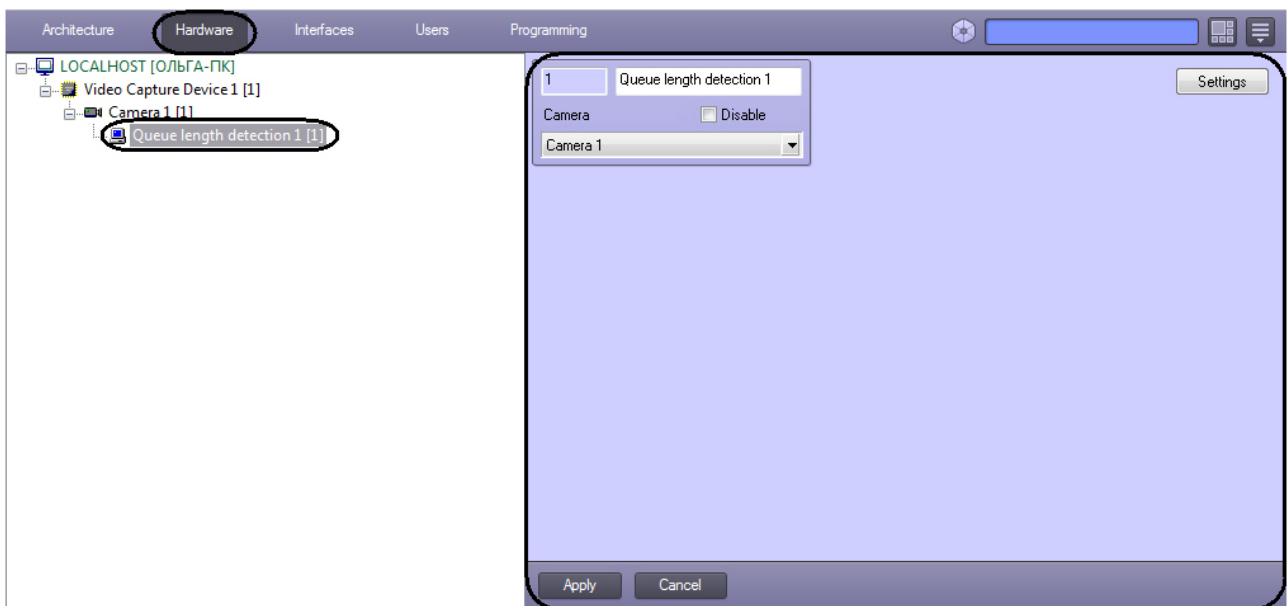 Architecture Hardware Interfaces Users Programming
LOCALHOST [ОЛЬГА-ПК]
Video Capture Device 1 [1]
Camera 1 [1]
Queue length detection 1 [1]
1 Queue length detection 1 Settings
Camera Disable
Camera 1
Apply Cancel